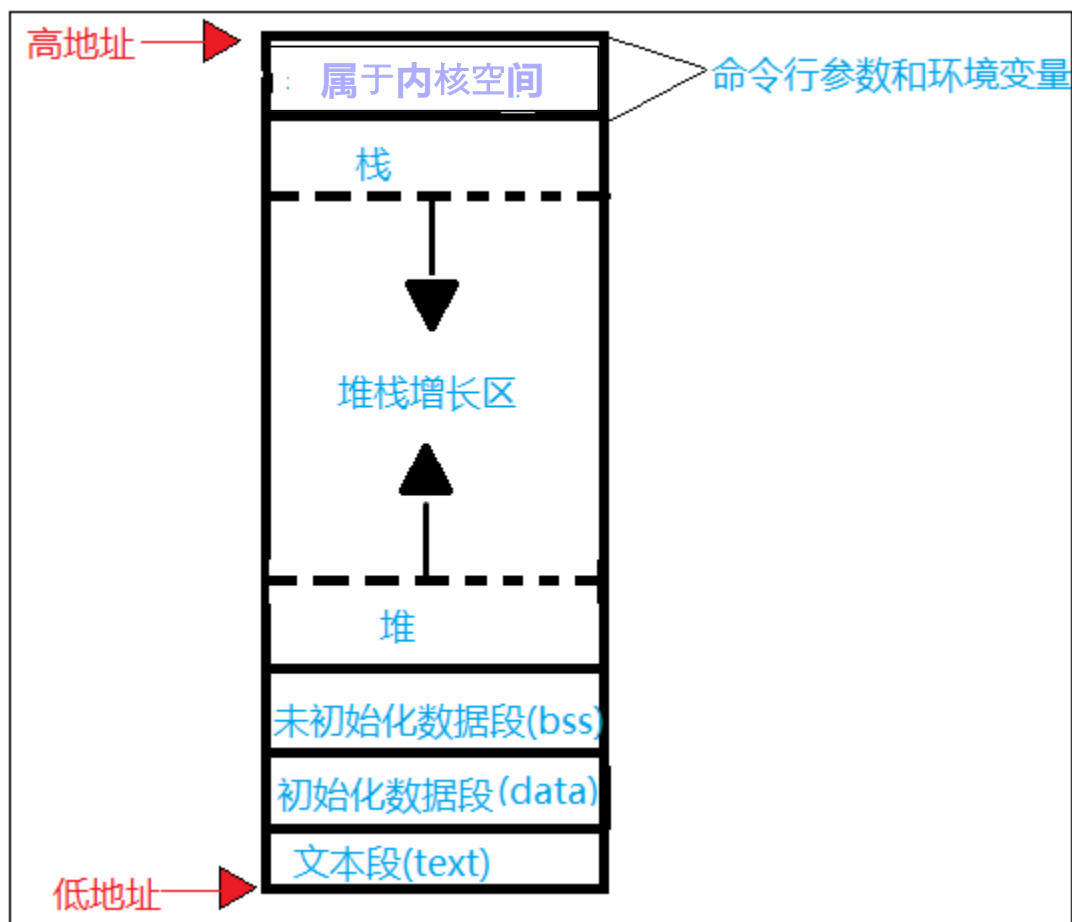 高地址
属于内核空间
命令行参数和环境变量
栈
堆栈增长区
堆
未初始化数据段(bss)
初始化数据段(data)
文本段(text)
低地址